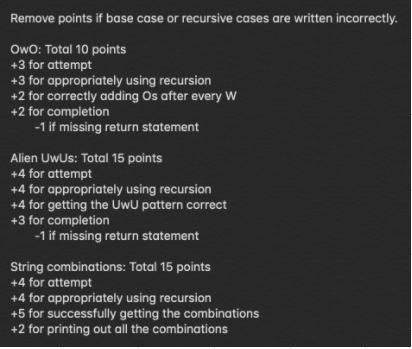 Remove points if base case or recursive cases are written incorrectly.
OwO: Total 10 points
+3 for attempt
+3 for appropriately using recursion
+2 for correctly adding Os after every W
+2 for completion
-1 if missing return statement
Alien UwUs: Total 15 points
+4 for attempt
+4 for appropriately using recursion
+4 for getting the UwU pattern correct
+3 for completion
-1 if missing return statement
String combinations: Total 15 points
+4 for attempt
+4 for appropriately using recursion
+5 for successfully getting the combinations
+2 for printing out all the combinations